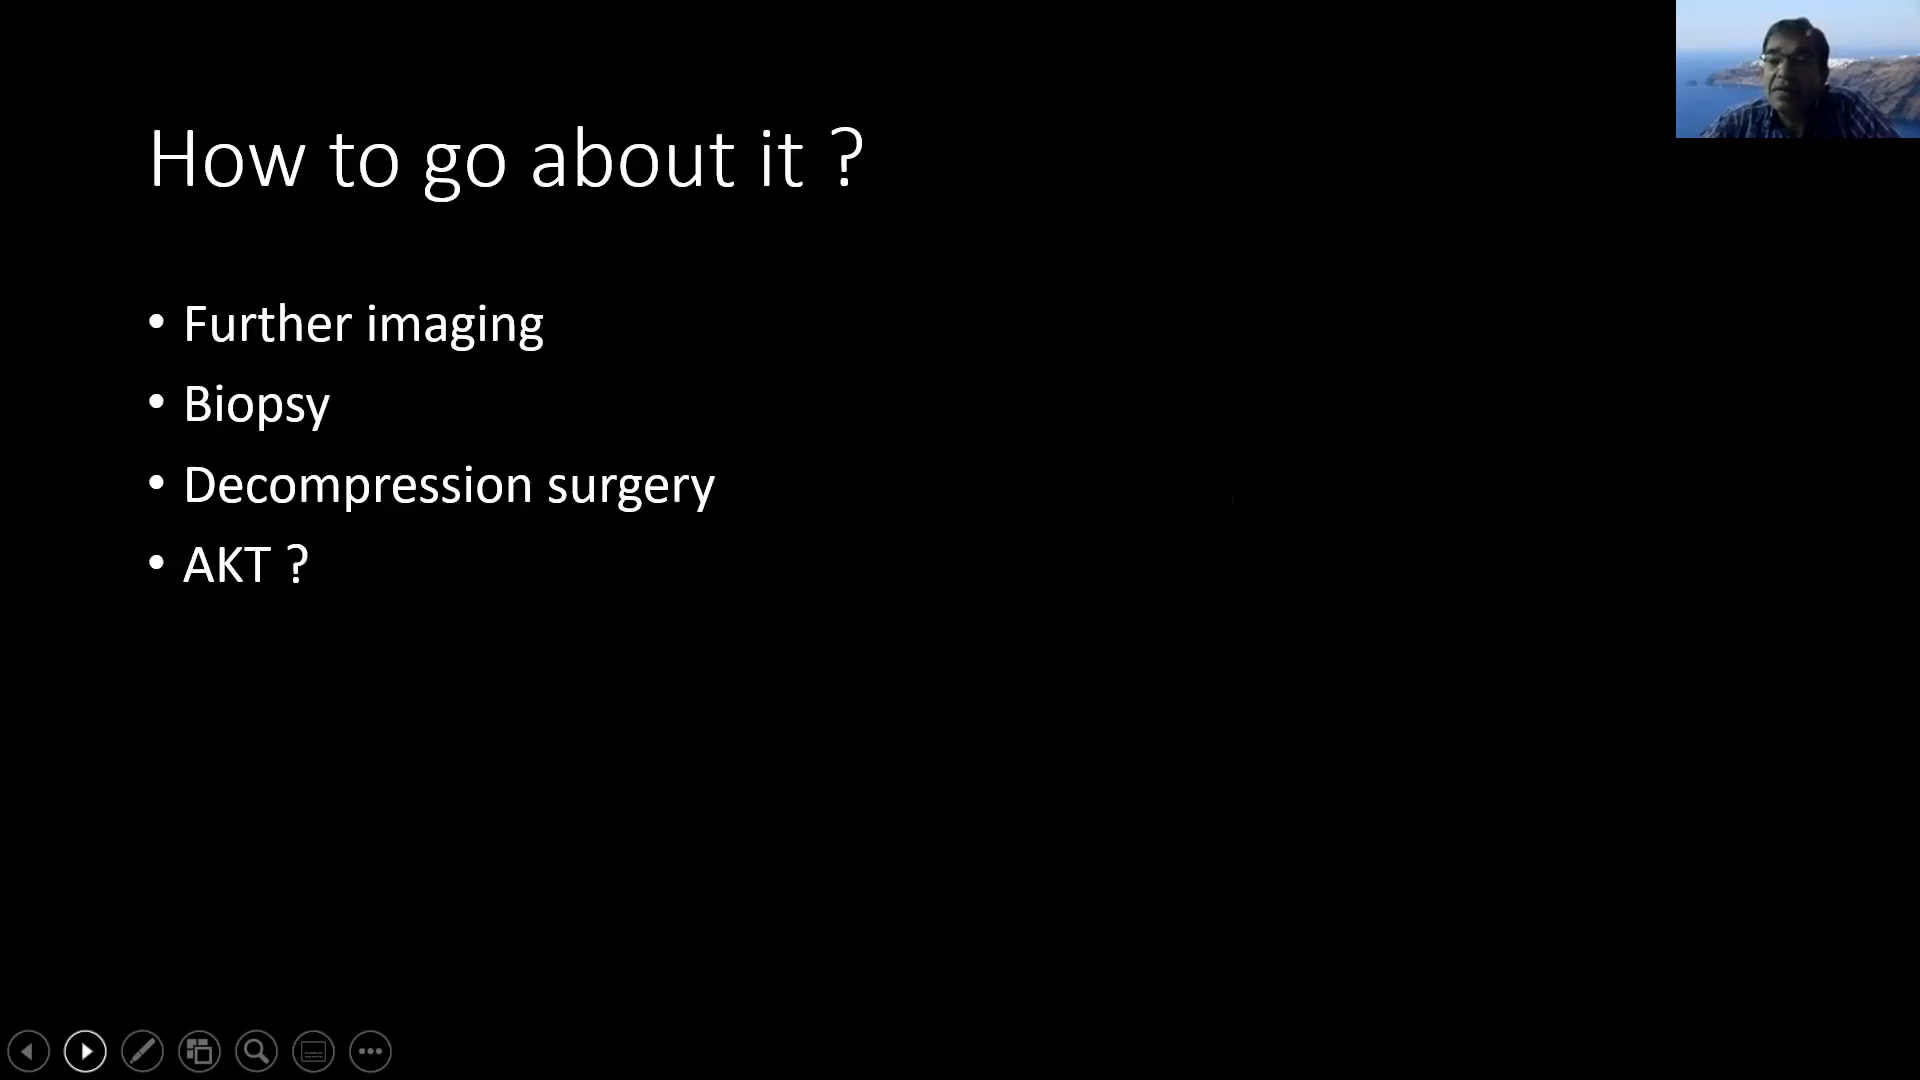 How to go about it ?
• Further imaging
• Biopsy
• Decompression surgery
• AKT ?